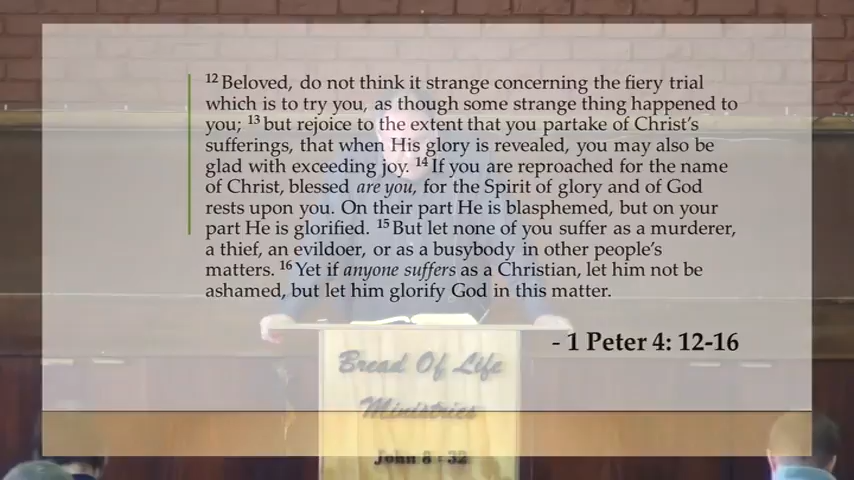 12 Beloved, do not think it strange concerning the fiery trial
which is to try you, as though some strange thing happened to
you; 13 but rejoice to the extent that you partake of Christ's
sufferings, that when His glory is revealed, you may also be
glad with exceeding joy. 14 If you are reproached for the name
of Christ, blessed are you, for the Spirit of glory and of God
rests upon you. On their part He is blasphemed, but on your
part He is glorified. 15 But let none of you suffer as a murderer,
a thief, an evildoer, or as a busybody in other people's
matters. 16 Yet if anyone suffers as a Christian, let him not be
ashamed, but let him glorify God in this matter.
- 1 Peter 4: 12-16
Bread Of Life
Ministries
John 8 : 32